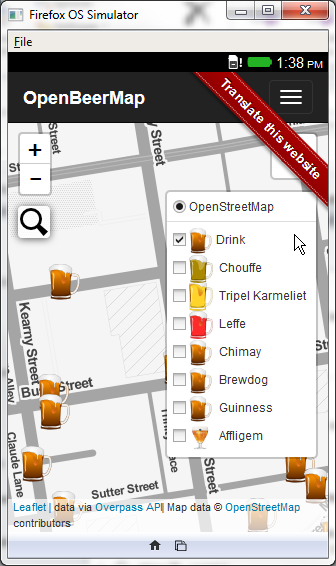 Firefox OS Simulator
File
1:38 PM
OpenBeerMap
Translate this website
Street
Street
+
-
OpenStreetMap
Drink
Chouffe
Tripel Karmeliet
Leffe
Chimay
Brewdog
Guinness
Affligem
Kearny Street
Bu
Street
Claude Lane
Place
Sutter Street
Leaflet | data via Overpass API| Map data © OpenStreetMap
contributors